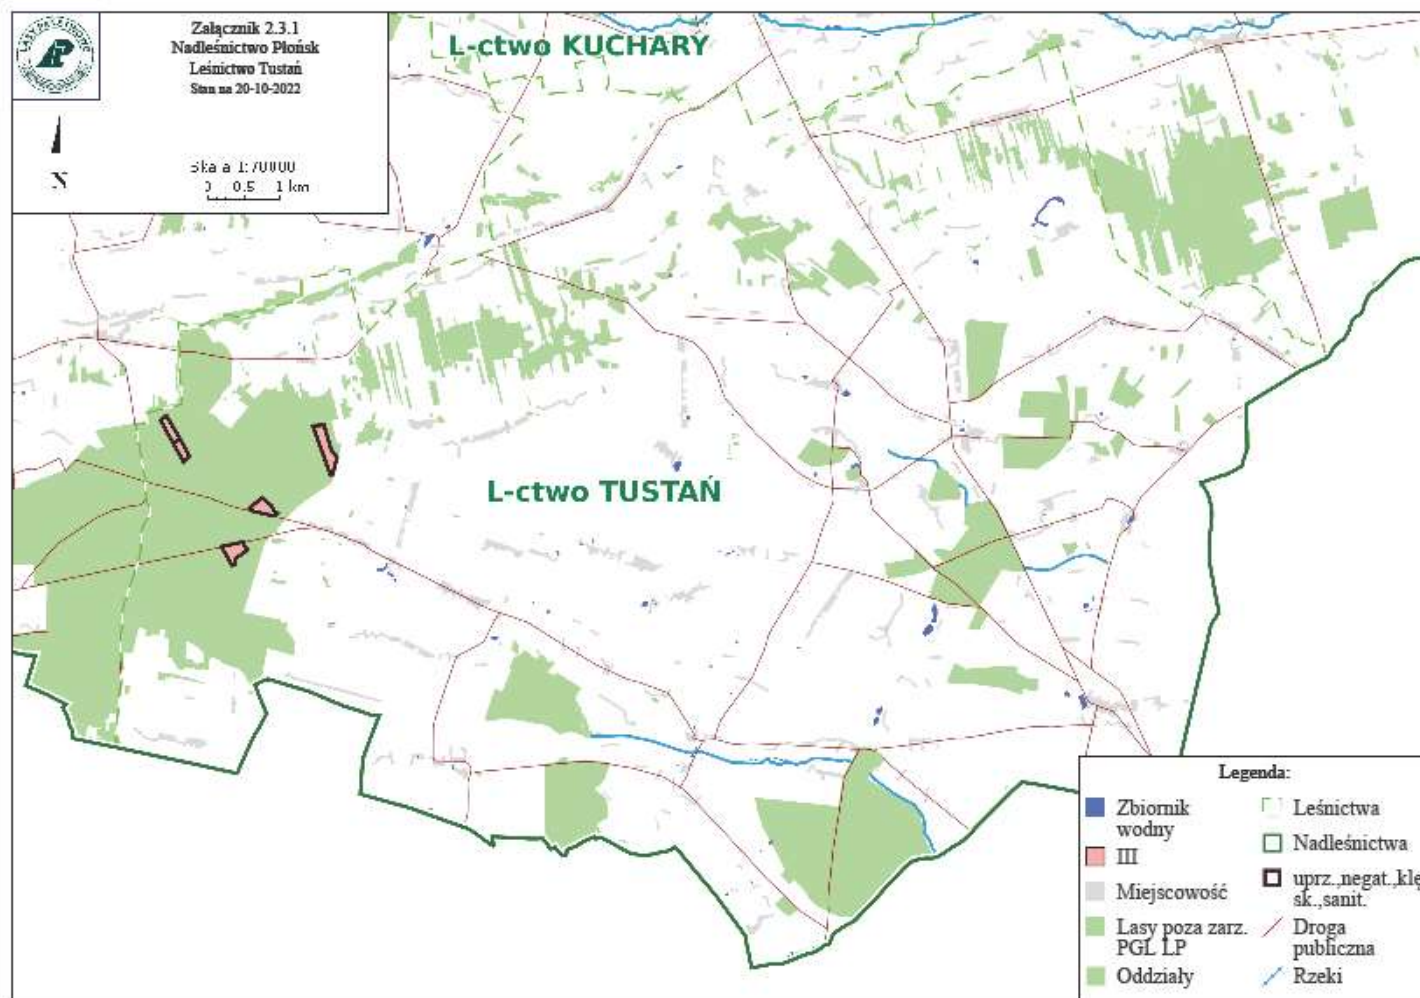 Załącznik 2.3.1
Nadleśnictwo Płońsk
Leśnictwo Tustań
Stan na 20-10-2022
N
Skala 1:70000
0 0.5 1 km
L-ctwo KUCHARY
L-ctwo TUSTAŃ
Legenda:
Zbiornik
wodny
III
Miejscowość
Lasy poza zarz.
PGL LP
Oddziały
Leśnictwa
Nadleśnictwa
uprz.,negat.,klę
sk.,sanit.
Droga
publiczna
Rzeki